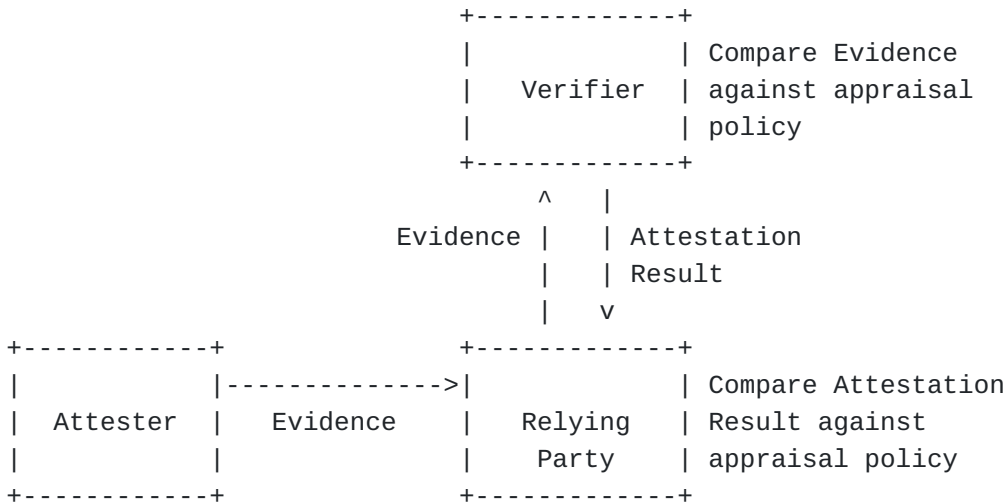 Compare Evidence
Verifier against appraisal
policy
Evidence Attestation
Result
Compare Attestation
Attester Evidence Relying Result against
Party appraisal policy